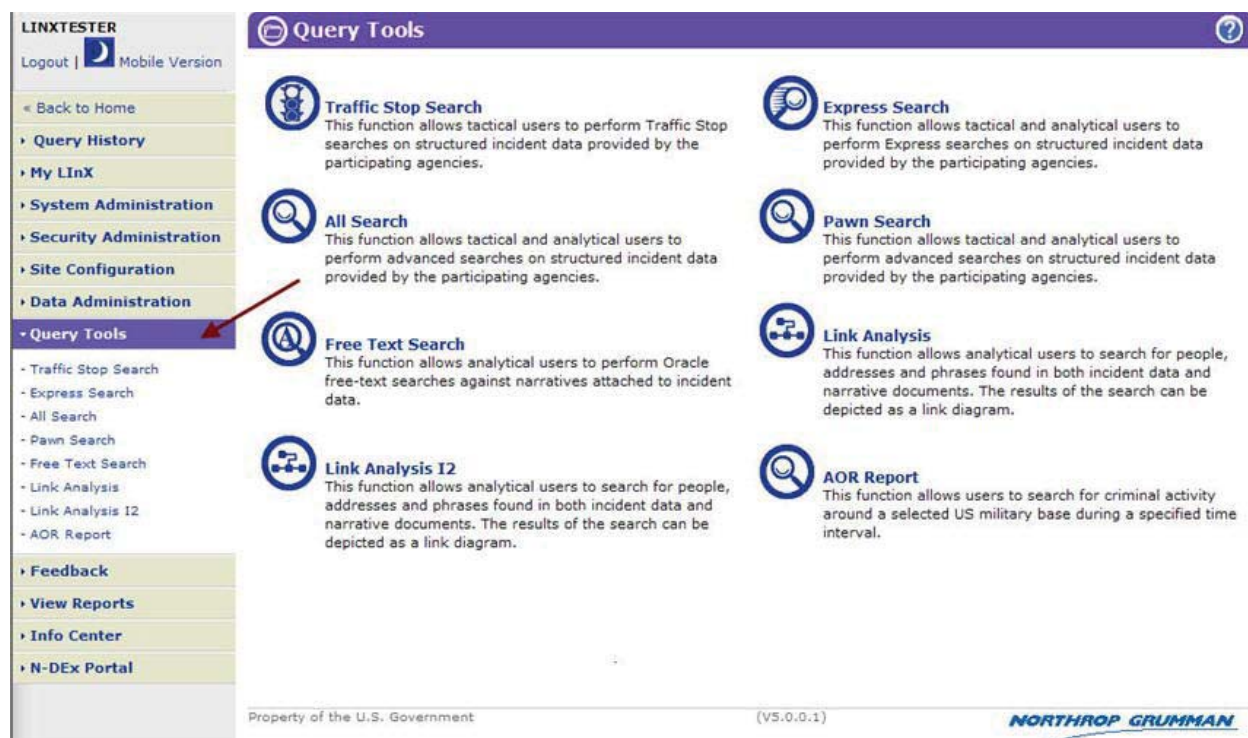 LINXTESTER
Logout | Mobile Version
« Back to Home
Query History
My LInX
System Administration
Security Administration
Site Configuration
Data Administration
Query Tools
- Traffic Stop Search
- Express Search
- All Search
- Pawn Search
- Free Text Search
- Link Analysis
- Link Analysis I2
- AOR Report
Feedback
View Reports
Info Center
N-DEx Portal
Query Tools
?
Traffic Stop Search
This function allows tactical users to perform Traffic Stop
searches on structured incident data provided by the
participating agencies.
Express Search
This function allows tactical and analytical users to
perform Express searches on structured incident data
provided by the participating agencies.
All Search
This function allows tactical and analytical users to
perform advanced searches on structured incident data
provided by the participating agencies.
Pawn Search
This function allows tactical and analytical users to
perform advanced searches on structured incident data
provided by the participating agencies.
A
Free Text Search
This function allows analytical users to perform Oracle
free-text searches against narratives attached to incident
data.
Link Analysis
This function allows analytical users to search for people,
addresses and phrases found in both incident data and
narrative documents. The results of the search can be
depicted as a link diagram.
Link Analysis I2
This function allows analytical users to search for people,
addresses and phrases found in both incident data and
narrative documents. The results of the search can be
depicted as a link diagram.
AOR Report
This function allows users to search for criminal activity
around a selected US military base during a specified time
interval.
Property of the U.S. Government
(V5.0.0.1)
NORTHROP GRUMMAN